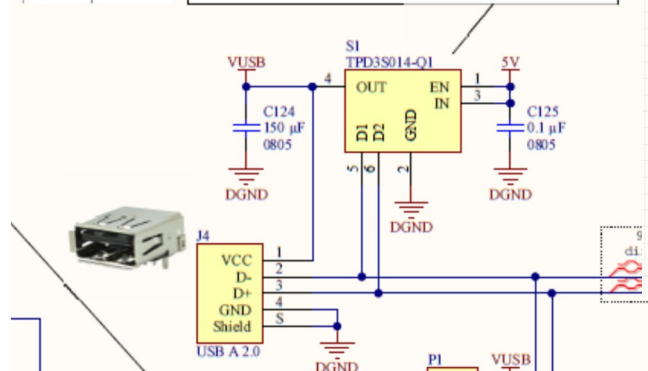 S1
TPD3S014-Q1
VUSB
5V
4
OUT
EN
1
IN
3
C124
150 µF
0805
D1
D2
GND
C125
0.1 µF
0805
5
6
2
DGND
DGND
DGND
J4
VCC
1
D-
2
D+
3
GND
4
Shield
S
USB A 2.0
DGND
P1
VUSB
9
di